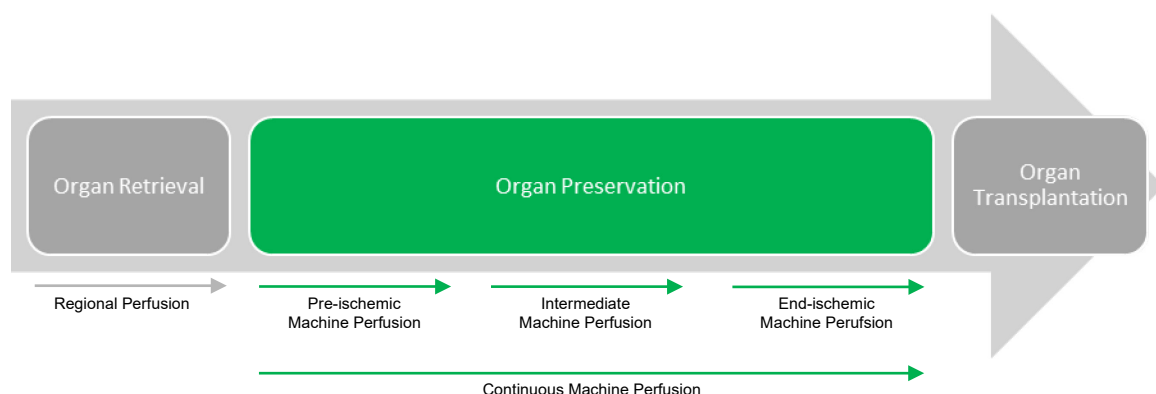 Organ Retrieval
Organ Preservation
Organ
Transplantation
Regional Perfusion
Pre-ischemic
Machine Perfusion
Intermediate
Machine Perfusion
End-ischemic
Machine Perufsion
Continuous Machine Perfusion